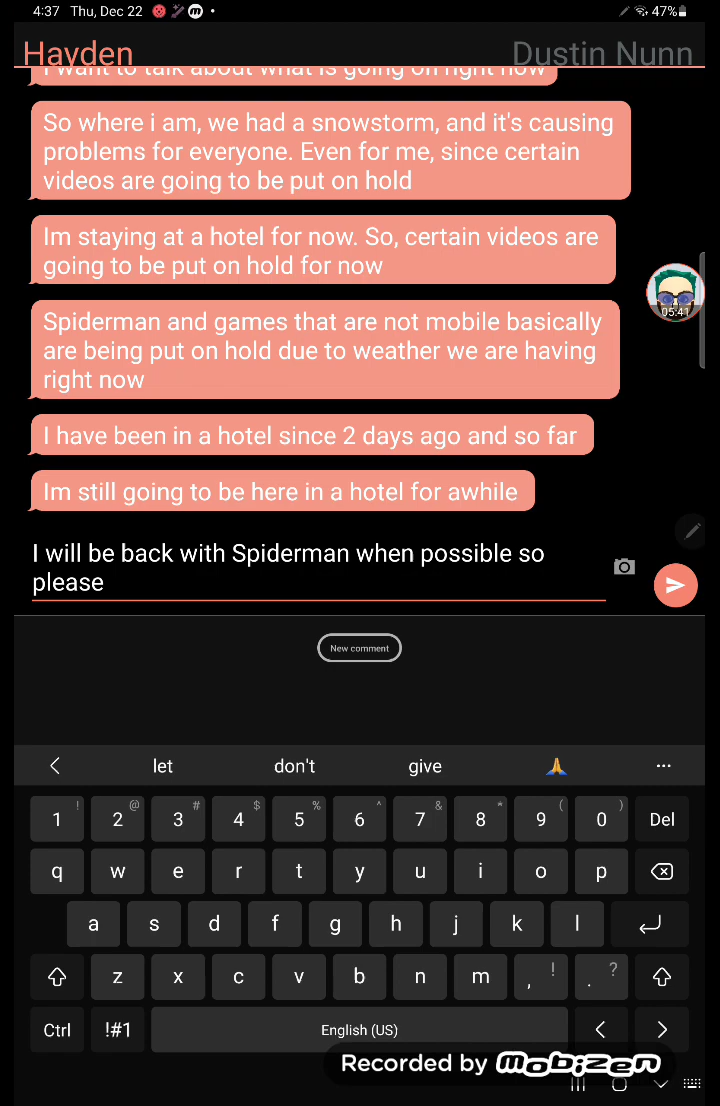 4:37 Thu, Dec 22 47%
Hayden Dustin Nunn
I want to talk about what is going on right now
So where i am, we had a snowstorm, and it's causing
problems for everyone. Even for me, since certain
videos are going to be put on hold
Im staying at a hotel for now. So, certain videos are
going to be put on hold for now
05:41
Spiderman and games that are not mobile basically
are being put on hold due to weather we are having
right now
I have been in a hotel since 2 days ago and so far
Im still going to be here in a hotel for awhile
I will be back with Spiderman when possible so
please
New comment
let don't give 🙏 ...
! @ # $ % ^ & * ( )
1 2 3 4 5 6 7 8 9 0 Del
q w e r t y u i o p
a s d f g h j k l
z x c v b n m , ! . ?
Ctrl !#1 English (US) < >
Recorded by mobizen